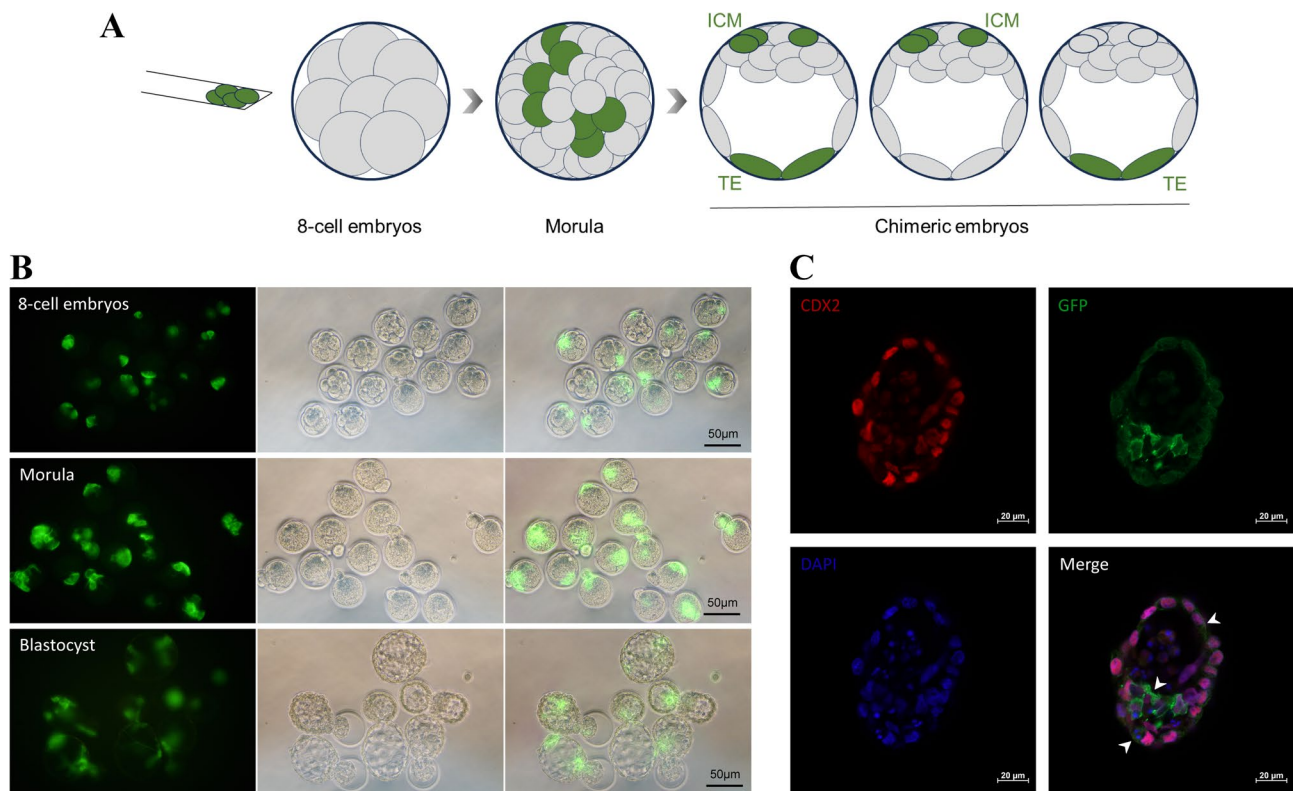 A
ICM
ICM
TE
TE
8-cell embryos
Morula
Chimeric embryos
B
8-cell embryos
50μm
Morula
50μm
Blastocyst
50μm
C
CDX2
GFP
20 μm
20 μm
DAPI
Merge
20 μm
20 μm